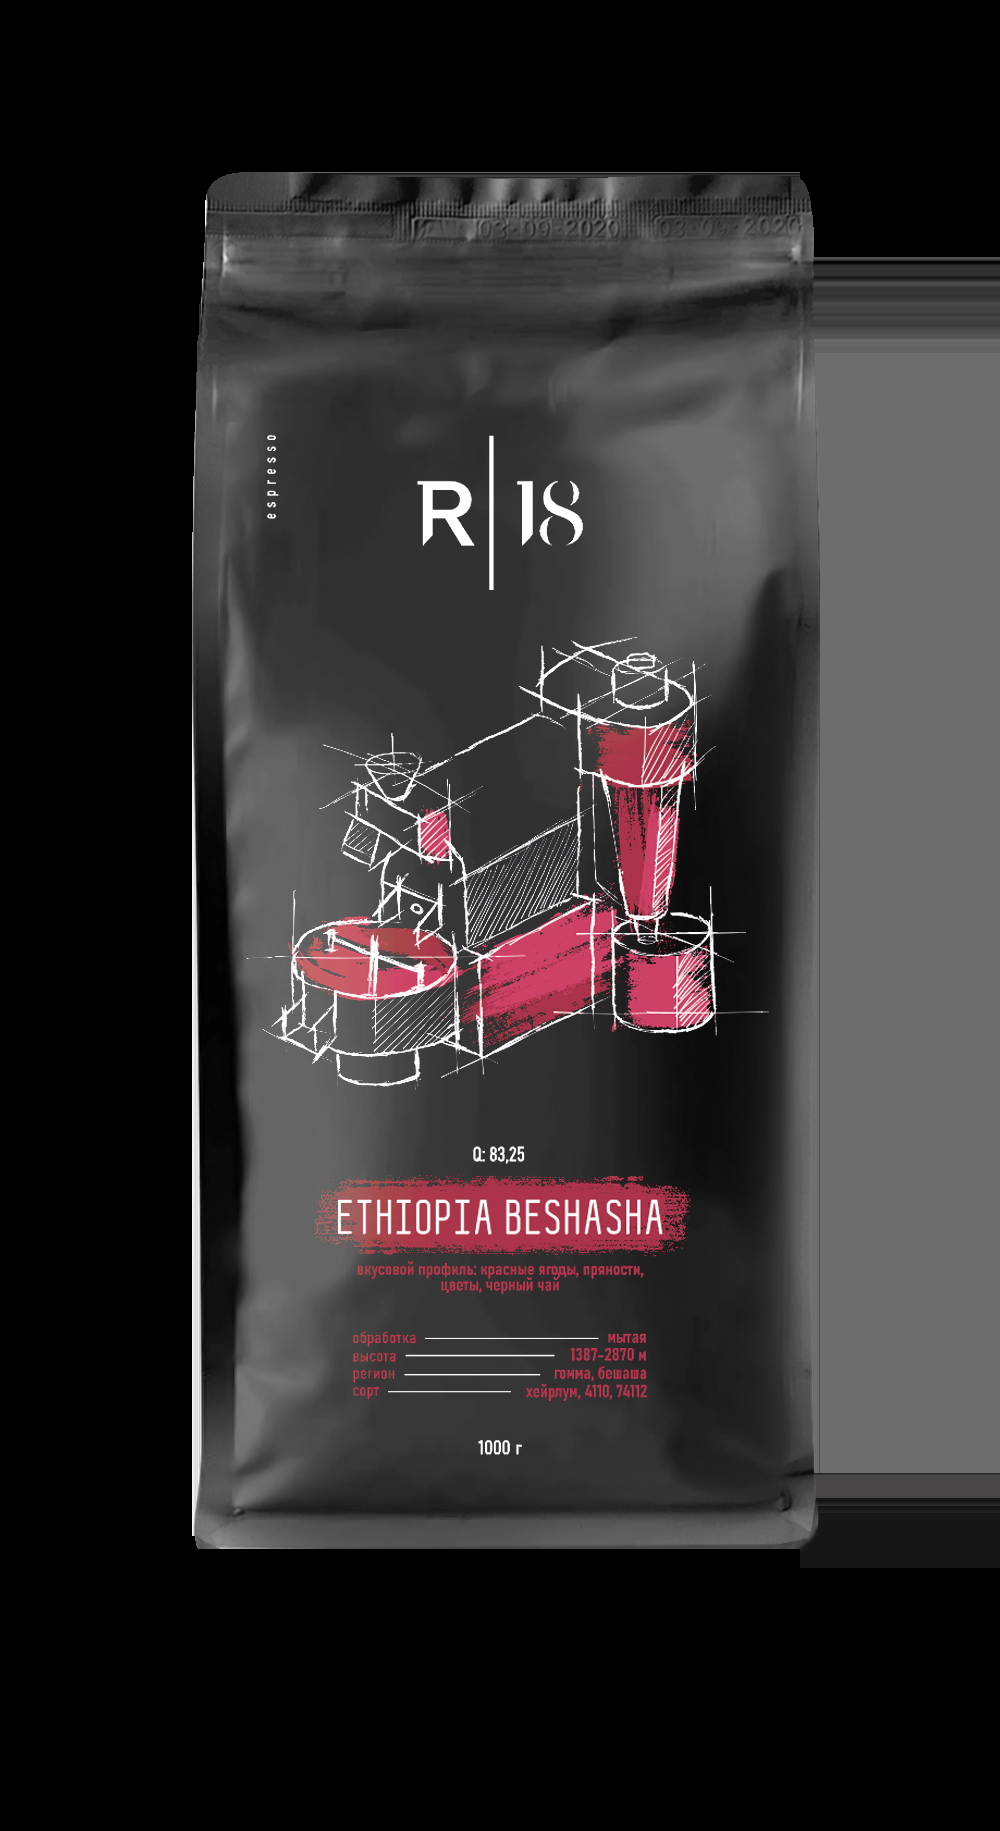 03-09-2020 03-09-2020
espresso
R 18
Q: 83,25
ETHIOPIA BESHASHA
вкусовой профиль: красные ягоды, пряности,
цветы, черный чай
обработка мытая
высота 1387-2870 м
регион гомма, бешаша
сорт хейрлум, 4110, 74112
1000 г